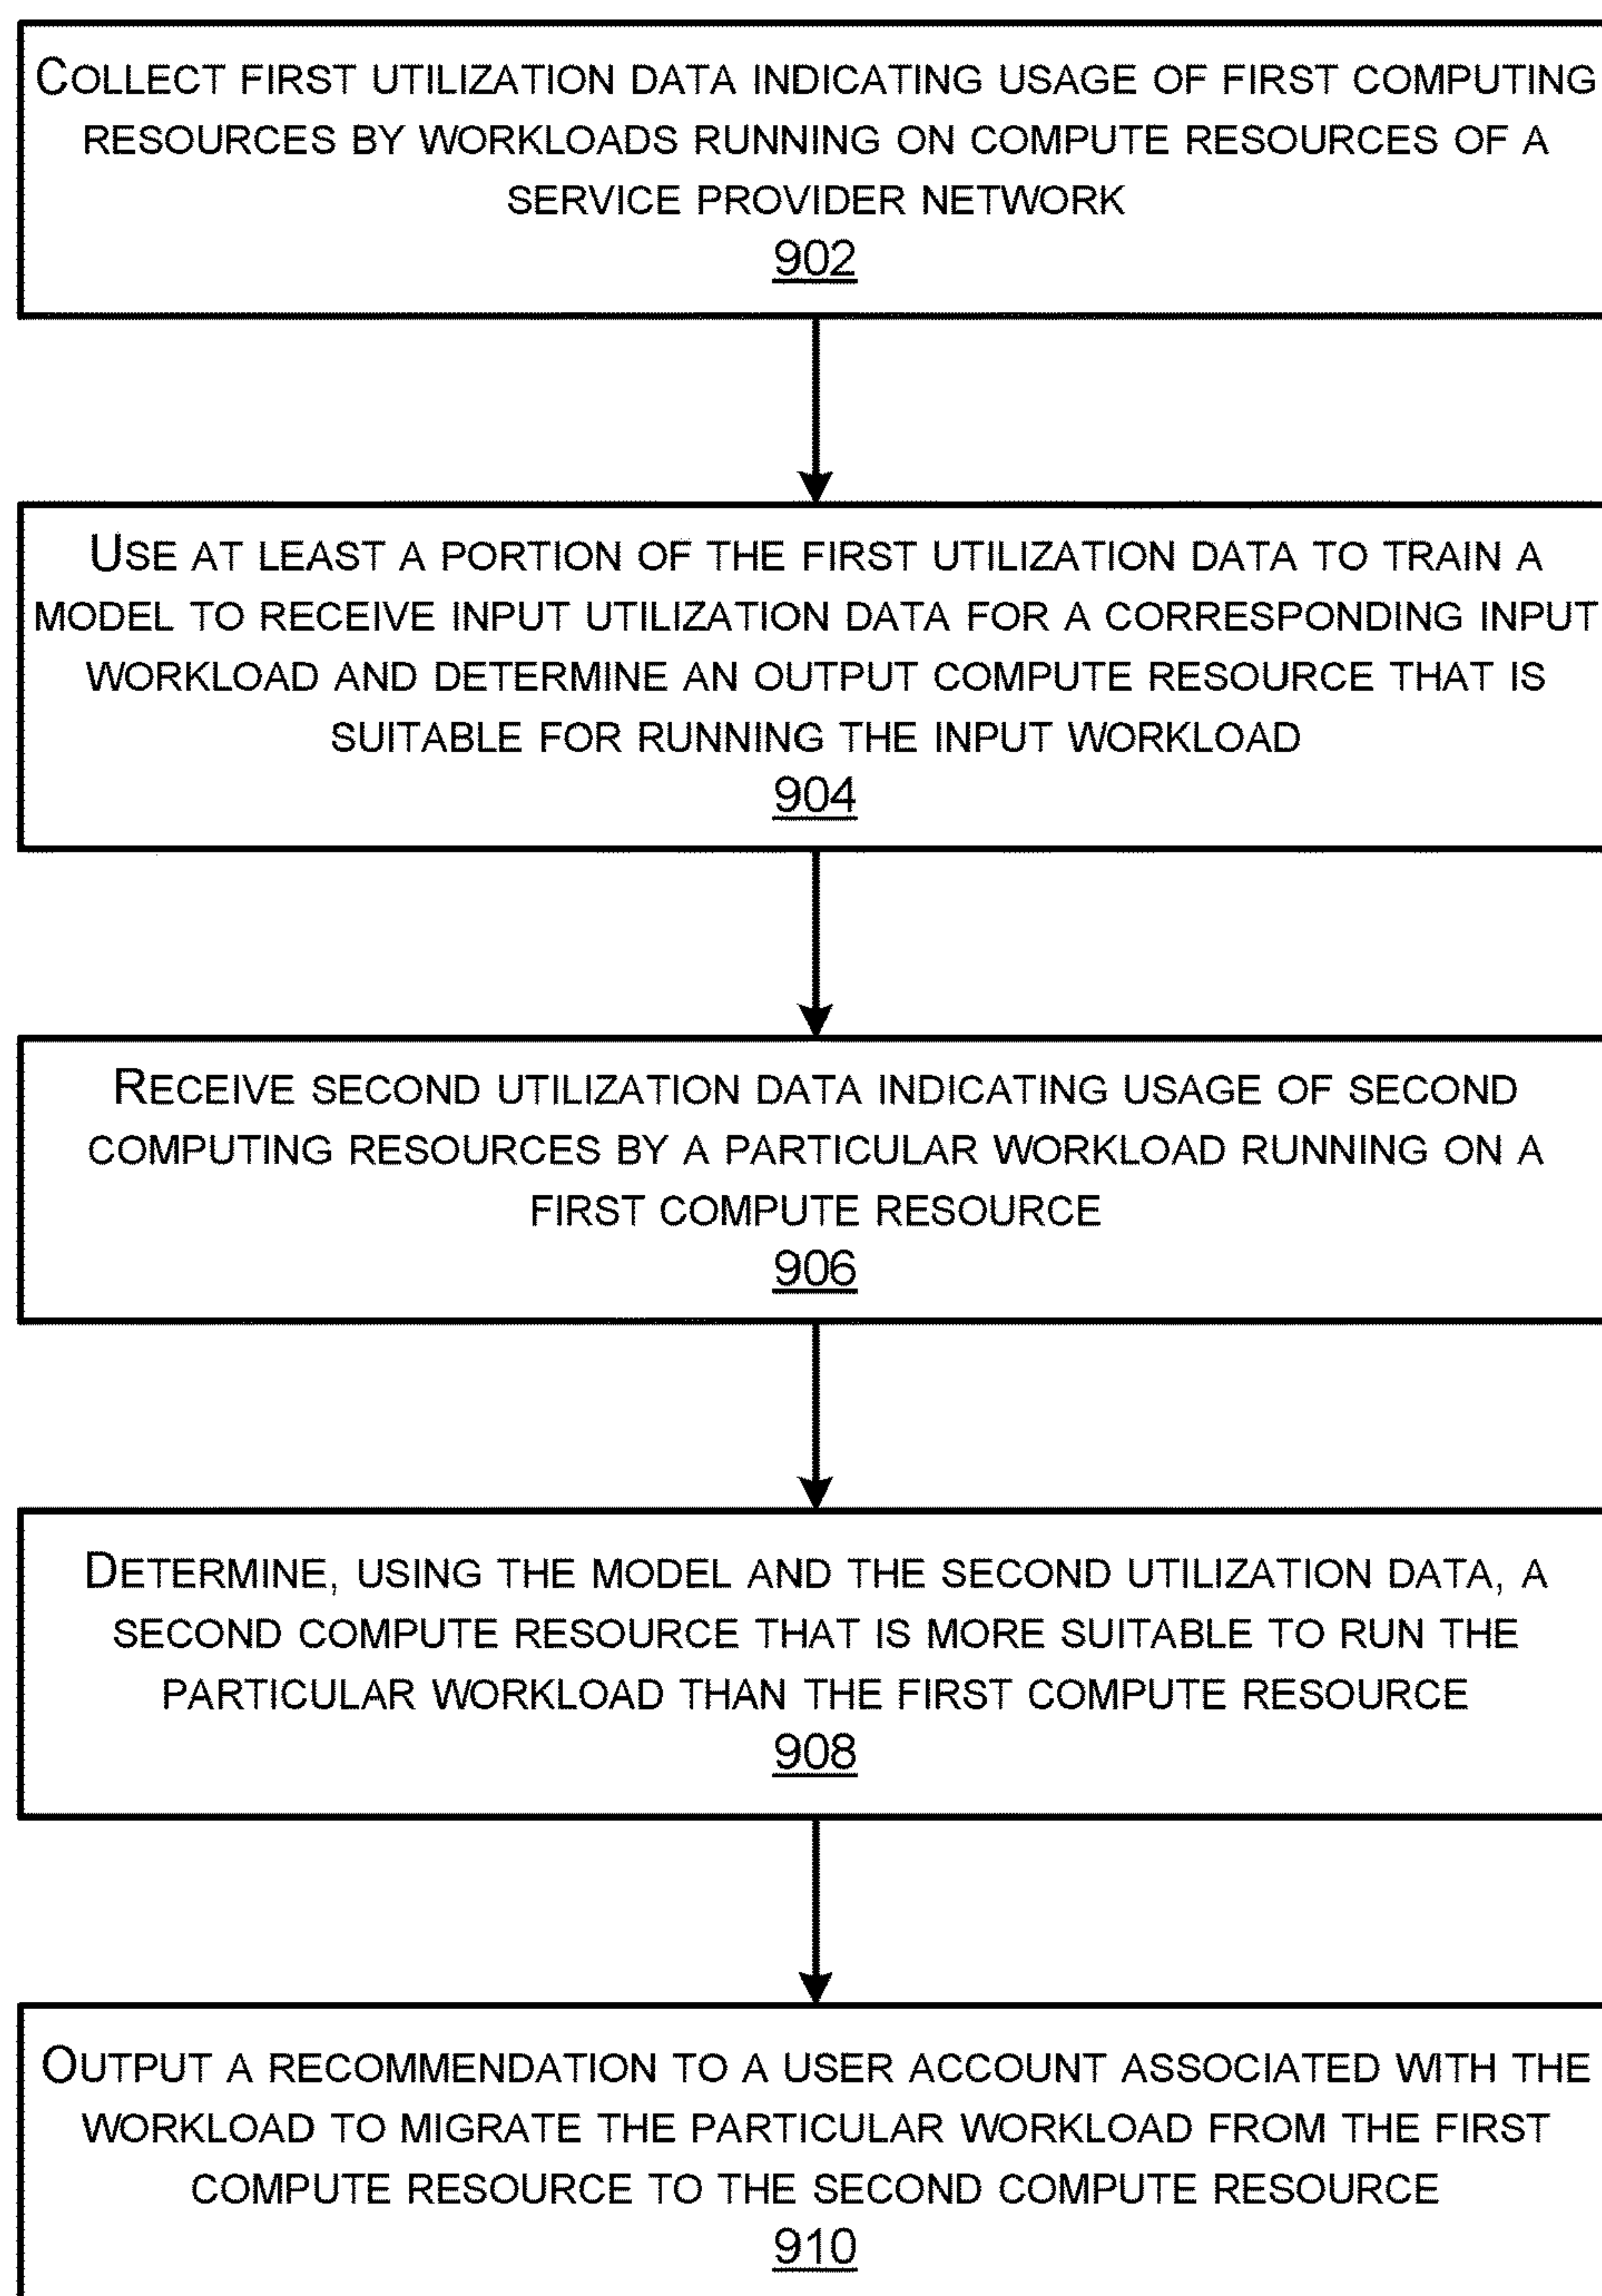 COLLECT FIRST UTILIZATION DATA INDICATING USAGE OF FIRST COMPUTING
RESOURCES BY WORKLOADS RUNNING ON COMPUTE RESOURCES OF A
SERVICE PROVIDER NETWORK
902
USE AT LEAST A PORTION OF THE FIRST UTILIZATION DATA TO TRAIN A
MODEL TO RECEIVE INPUT UTILIZATION DATA FOR A CORRESPONDING INPUT
WORKLOAD AND DETERMINE AN OUTPUT COMPUTE RESOURCE THAT IS
SUITABLE FOR RUNNING THE INPUT WORKLOAD
904
RECEIVE SECOND UTILIZATION DATA INDICATING USAGE OF SECOND
COMPUTING RESOURCES BY A PARTICULAR WORKLOAD RUNNING ON A
FIRST COMPUTE RESOURCE
906
DETERMINE, USING THE MODEL AND THE SECOND UTILIZATION DATA, A
SECOND COMPUTE RESOURCE THAT IS MORE SUITABLE TO RUN THE
PARTICULAR WORKLOAD THAN THE FIRST COMPUTE RESOURCE
908
OUTPUT A RECOMMENDATION TO A USER ACCOUNT ASSOCIATED WITH THE
WORKLOAD TO MIGRATE THE PARTICULAR WORKLOAD FROM THE FIRST
COMPUTE RESOURCE TO THE SECOND COMPUTE RESOURCE
910